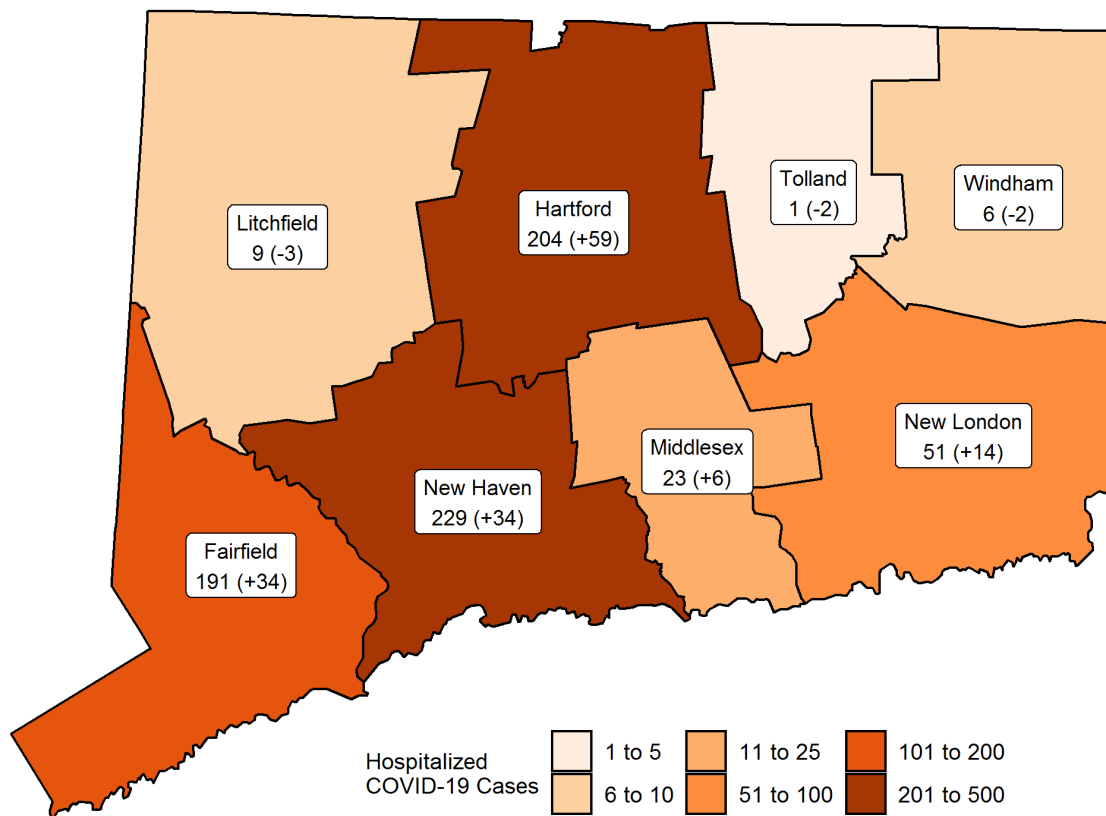 Tolland
1 (-2)
Windham
6 (-2)
Litchfield
9 (-3)
Hartford
204 (+59)
New London
51 (+14)
Middlesex
23 (+6)
New Haven
229 (+34)
Fairfield
191 (+34)
Hospitalized
COVID-19 Cases
1 to 5
6 to 10
11 to 25
51 to 100
101 to 200
201 to 500